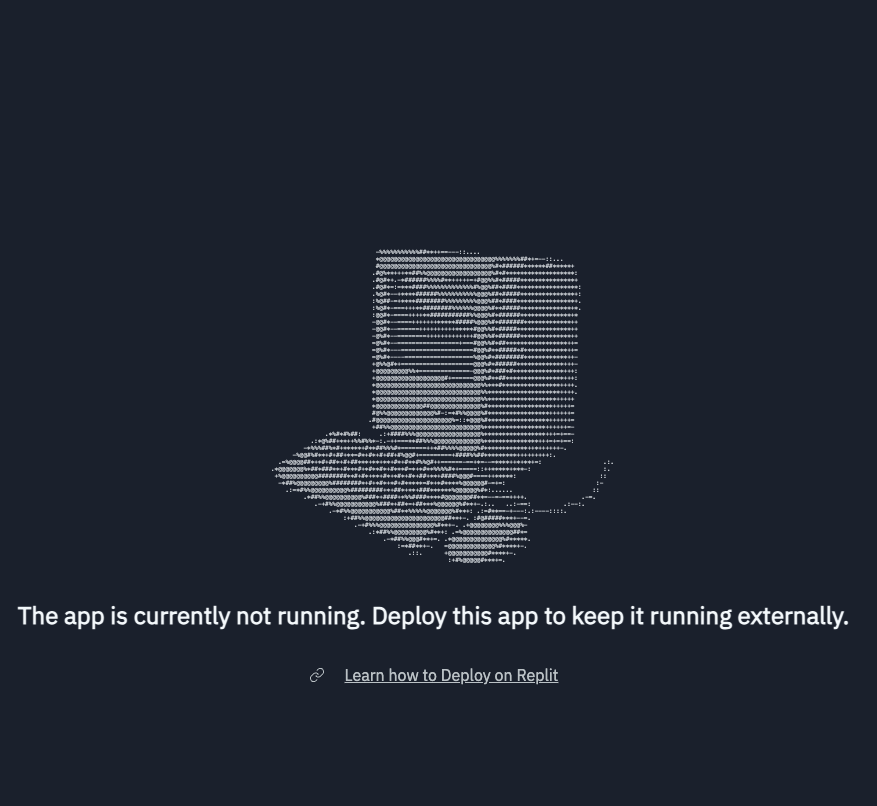 The app is currently not running. Deploy this app to keep it running externally.
Learn how to Deploy on Replit